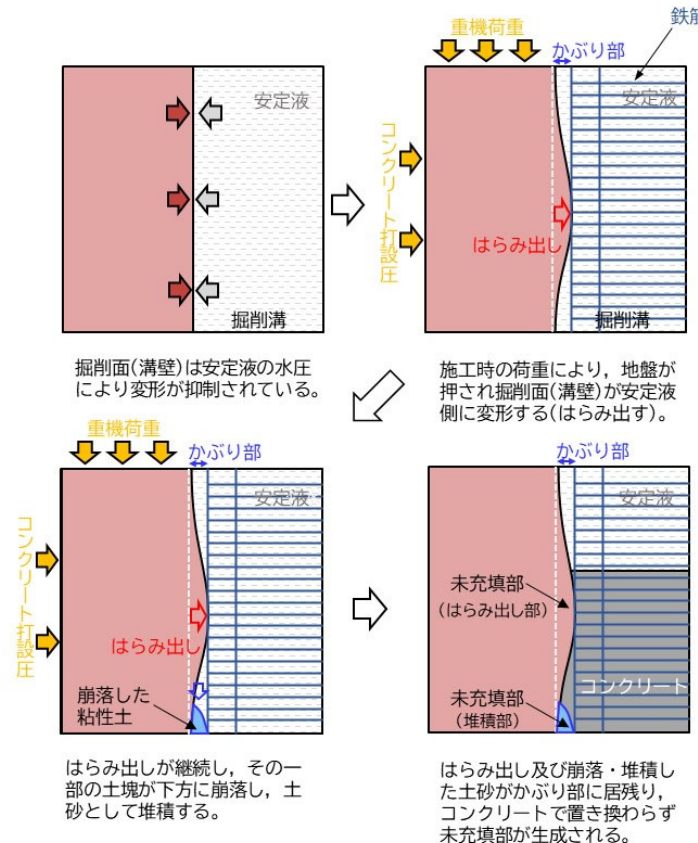 安定液
掘削溝
掘削面(溝壁)は安定液の水圧
により変形が抑制されている。
鉄筋
重機荷重
かぶり部
安定液
コンクリート打設圧
はらみ出し
掘削溝
施工時の荷重により，地盤が
押され掘削面(溝壁)が安定液
側に変形する(はらみ出す)。
重機荷重
かぶり部
安定液
コンクリート打設圧
はらみ出し
崩落した
粘性土
はらみ出しが継続し，その一
部の土塊が下方に崩落し，土
砂として堆積する。
かぶり部
安定液
未充填部
(はらみ出し部)
コンクリート
未充填部
(堆積部)
はらみ出し及び崩落・堆積し
た土砂がかぶり部に居残り，
コンクリートで置き換わらず
未充填部が生成される。